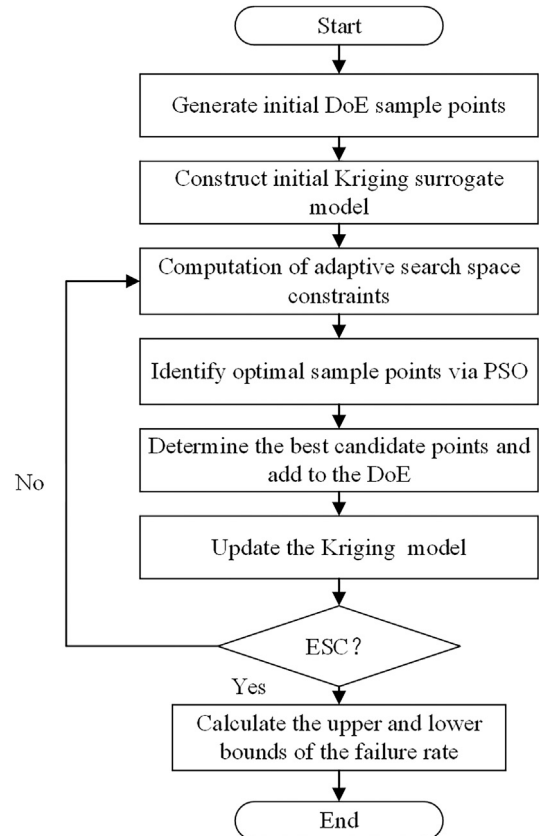 Start
Generate initial DoE sample points
Construct initial Kriging surrogate
model
Computation of adaptive search space
constraints
Identify optimal sample points via PSO
Determine the best candidate points and
add to the DoE
No
Update the Kriging model
ESC?
Yes
Calculate the upper and lower
bounds of the failure rate
End